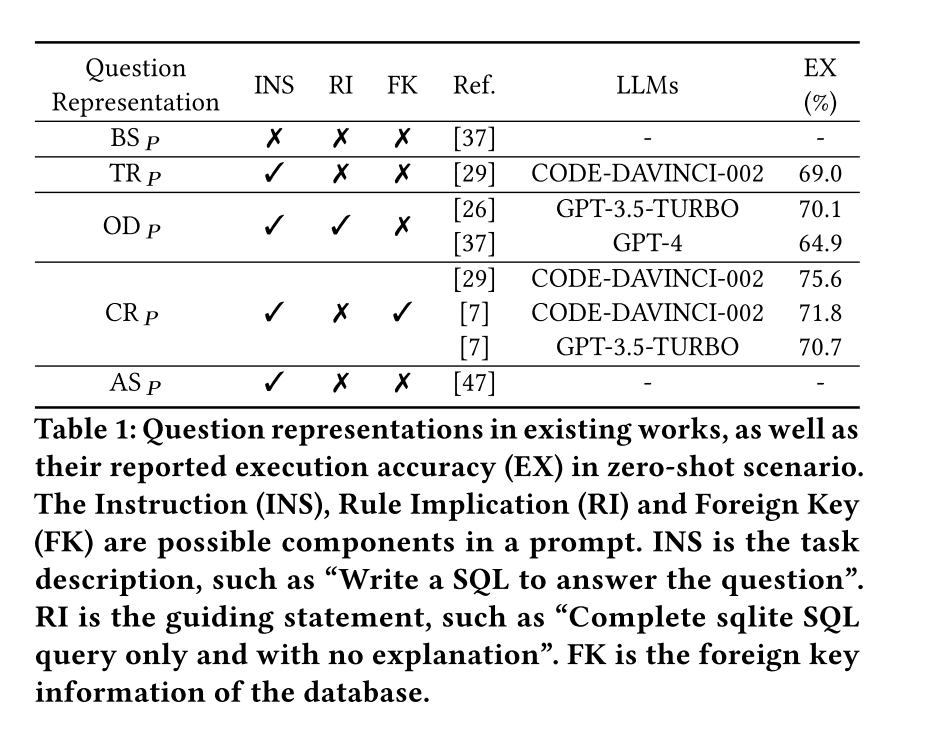 Question Representation INS RI FK Ref. LLMs EX (%)
BS P ✗ ✗ ✗ [37] - -
TR P ✓ ✗ ✗ [29] CODE-DAVINCI-002 69.0
OD P ✓ ✓ ✗ [26] GPT-3.5-TURBO 70.1
[37] GPT-4 64.9
CR P ✓ ✗ ✓ [29] CODE-DAVINCI-002 75.6
[7] CODE-DAVINCI-002 71.8
[7] GPT-3.5-TURBO 70.7
AS P ✓ ✗ ✗ [47] - -
Table 1: Question representations in existing works, as well as
their reported execution accuracy (EX) in zero-shot scenario.
The Instruction (INS), Rule Implication (RI) and Foreign Key
(FK) are possible components in a prompt. INS is the task
description, such as “Write a SQL to answer the question”.
RI is the guiding statement, such as “Complete sqlite SQL
query only and with no explanation”. FK is the foreign key
information of the database.